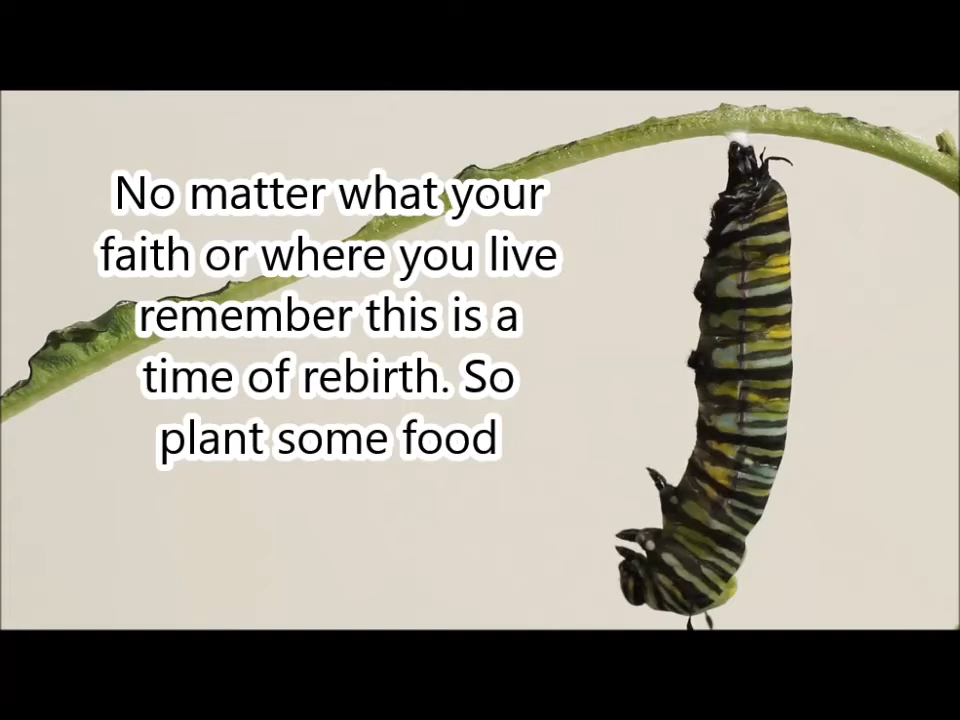 No matter what your
faith or where you live
remember this is a
time of rebirth. So
plant some food